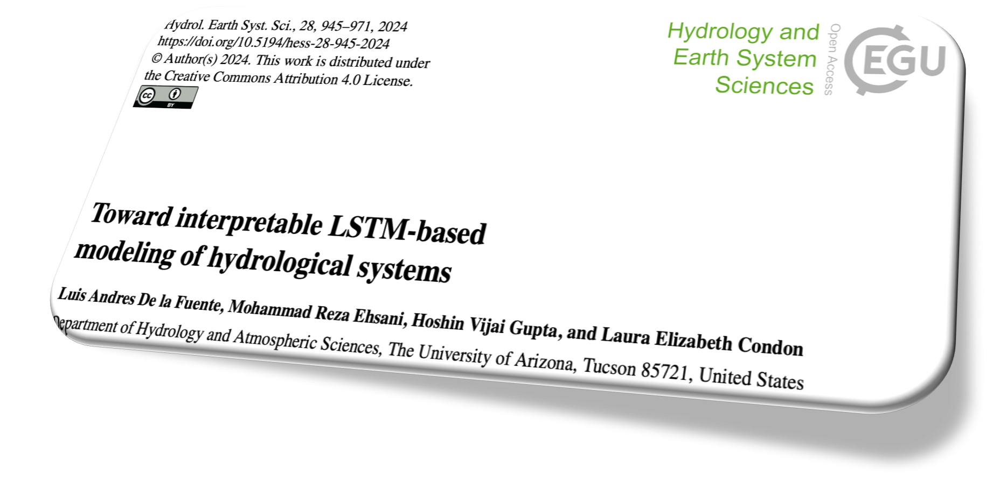 Hydrol. Earth Syst. Sci., 28, 945–971, 2024
https://doi.org/10.5194/hess-28-945-2024
© Author(s) 2024. This work is distributed under
the Creative Commons Attribution 4.0 License.
cc
BY
Hydrology and
Earth System
Sciences
Open Access
EGU
Toward interpretable LSTM-based
modeling of hydrological systems
Luis Andres De la Fuente, Mohammad Reza Ehsani, Hoshin Vijai Gupta, and Laura Elizabeth Condon
Department of Hydrology and Atmospheric Sciences, The University of Arizona, Tucson 85721, United States